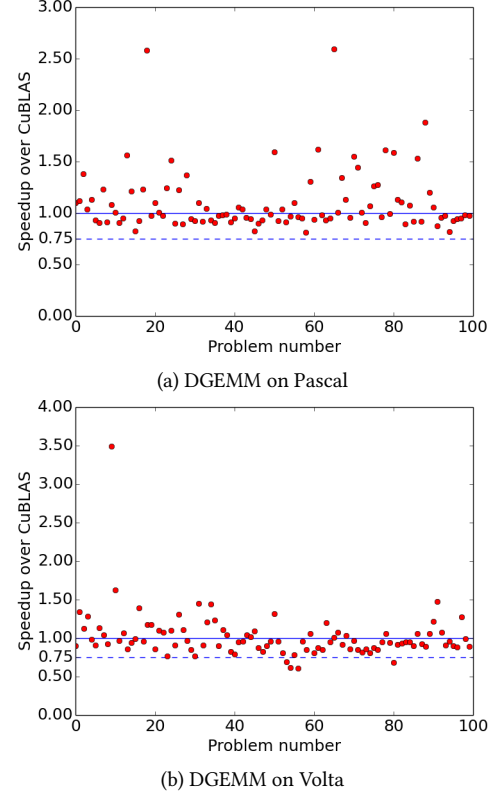 3.00
2.50
2.00
1.50
1.00
0.75
0.50
0.00
Speedup over CuBLAS
0 20 40 60 80 100
Problem number
(a) DGEMM on Pascal
4.00
3.50
3.00
2.50
2.00
1.50
1.00
0.75
0.50
0.00
Speedup over CuBLAS
0 20 40 60 80 100
Problem number
(b) DGEMM on Volta